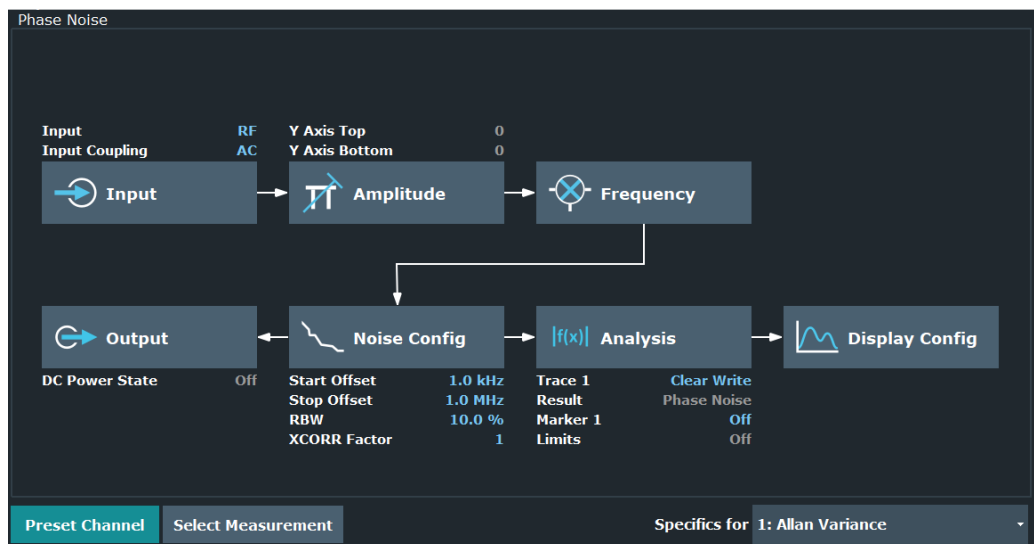 Phase Noise
Input RF
Input Coupling AC
Y Axis Top 0
Y Axis Bottom 0
Input
Amplitude
Frequency
Output
Noise Config
|f(x)| Analysis
Display Config
DC Power State Off
Start Offset 1.0 kHz
Stop Offset 1.0 MHz
RBW 10.0 %
XCORR Factor 1
Trace 1 Clear Write
Result Phase Noise
Marker 1 Off
Limits Off
Preset Channel
Select Measurement
Specifics for 1: Allan Variance